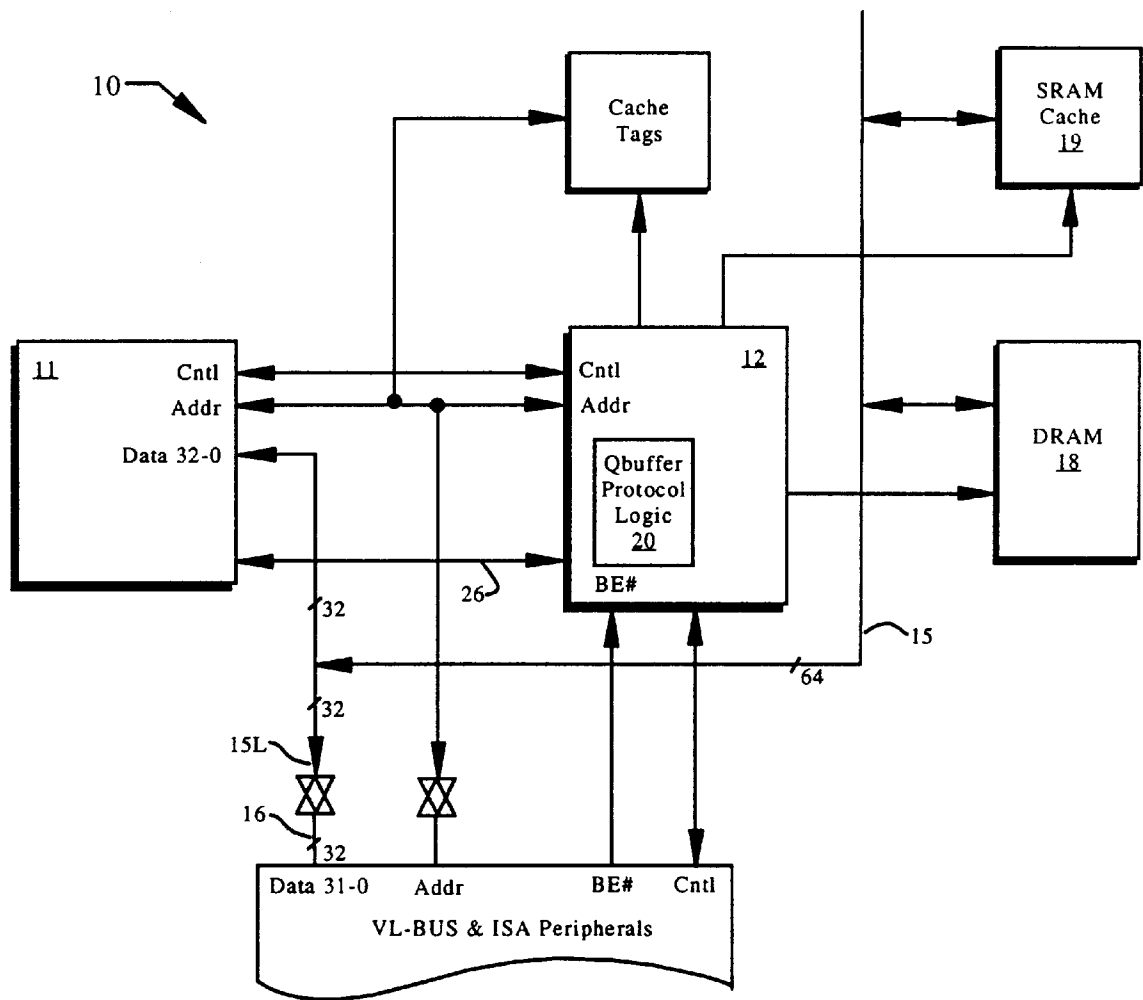 10
Cache
Tags
SRAM
Cache
19
11
Cntl
Addr
Data 32-0
12
Cntl
Addr
Qbuffer
Protocol
Logic
20
BE#
DRAM
18
26
15
32
64
32
15L
16
32
Data 31-0
Addr
BE#
Cntl
VL-BUS & ISA Peripherals